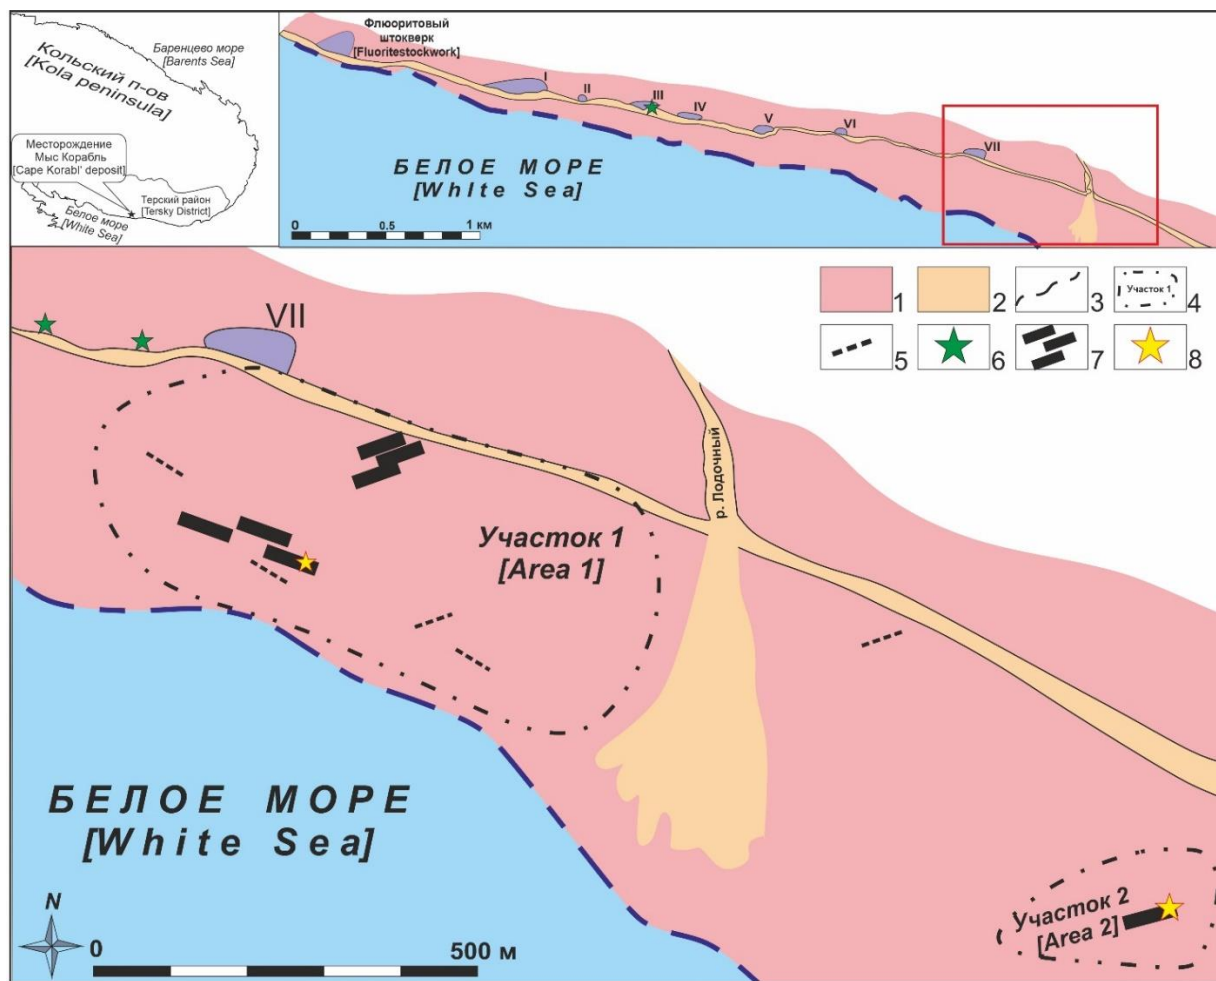 Баренцево море
[Barents Sea]
Кольский п-ов
[Kola peninsula]
Месторождение
Мыс Корабль
[Cape Korabl' deposit]
Терский район
[Tersky District]
Белое море
[White Sea]
Флюоритовый
штокверк
[Fluoritestockwork]
I
II
III
IV
V
VI
VII
БЕЛОЕ МОРЕ
[WhIte Sea]
0
0.5
1 км
VII
1
2
3
Участок 1
4
5
6
7
8
р. Лодочный
Участок 1
[Area 1]
БЕЛОЕ МОРЕ
[White Sea]
Участок 2
[Area 2]
N
0
500 м